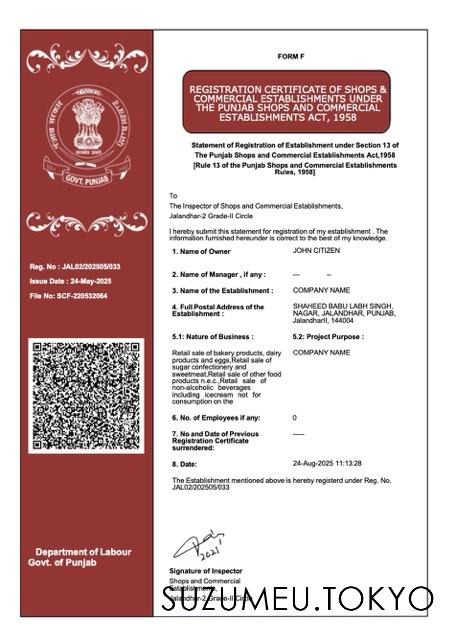 FORM F
REGISTRATION CERTIFICATE OF SHOPS &
COMMERCIAL ESTABLISHMENTS UNDER
THE PUNJAB SHOPS AND COMMERCIAL
ESTABLISHMENTS ACT, 1958
Statement of Registration of Establishment under Section 13 of
The Punjab Shops and Commercial Establishments Act,1958
[Rule 13 of the Punjab Shops and Commercial Establishments
Rules, 1958]
GOVT. PUNJAB
To
The Inspector of Shops and Commercial Establishments,
Jalandhar-2 Grade-II Circle
I hereby submit this statement for registration of my establishment . The
information furnished hereunder is correct to the best of my knowledge.
1. Name of Owner JOHN CITIZEN
2. Name of Manager , if any : --- --
3. Name of the Establishment : COMPANY NAME
4. Full Postal Address of the
Establishment :
SHAHEED BABU LABH SINGH,
NAGAR, JALANDHAR, PUNJAB,
JalandharII, 144004
5.1: Nature of Business : 5.2: Project Purpose :
Retail sale of bakery products, dairy
products and eggs,Retail sale of
sugar confectionery and
sweetmeat,Retail sale of other food
products n.e.c.,Retail sale of
non-alcoholic beverages
including icecream not for
consumption on the
COMPANY NAME
6. No. of Employees if any: 0
7. No and Date of Previous
Registration Certificate
surrendered:
-----
8. Date: 24-Aug-2025 11:13:28
The Establishment mentioned above is hereby registerd under Reg. No.
JAL02/202505/033
Reg. No : JAL02/202505/033
Issue Date : 24-May-2025
File No: SCF-220532064
Department of Labour
Govt. of Punjab
2021
Signature of Inspector
Shops and Commercial
Establishments,
Jalandhar-2 Grade-II Circle
SUZUMEU.TOKYO